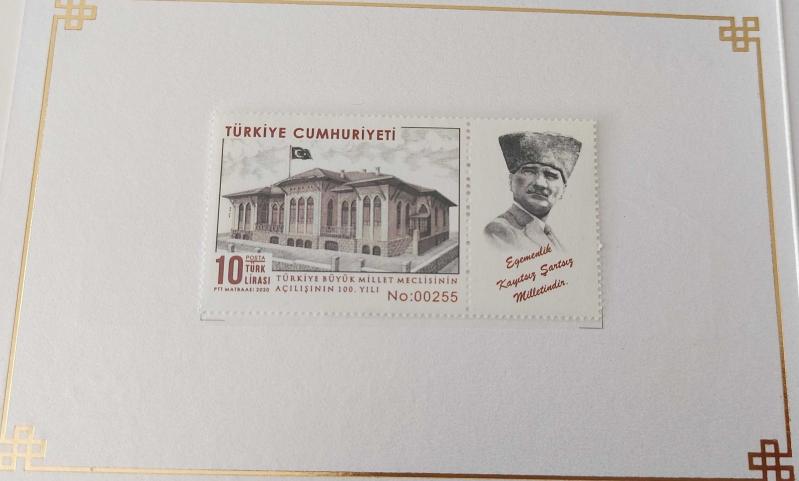 TÜRKİYE CUMHURİYETİ
10 POSTA
TÜRK
LİRASI
PTT MATBAASI 2020
TÜRKİYE BÜYÜK MİLLET MECLİSİNİN
AÇILIŞININ 100. YILI
No:00255
Egemenlik
Kayıtsız Şartsız
Milletindir.